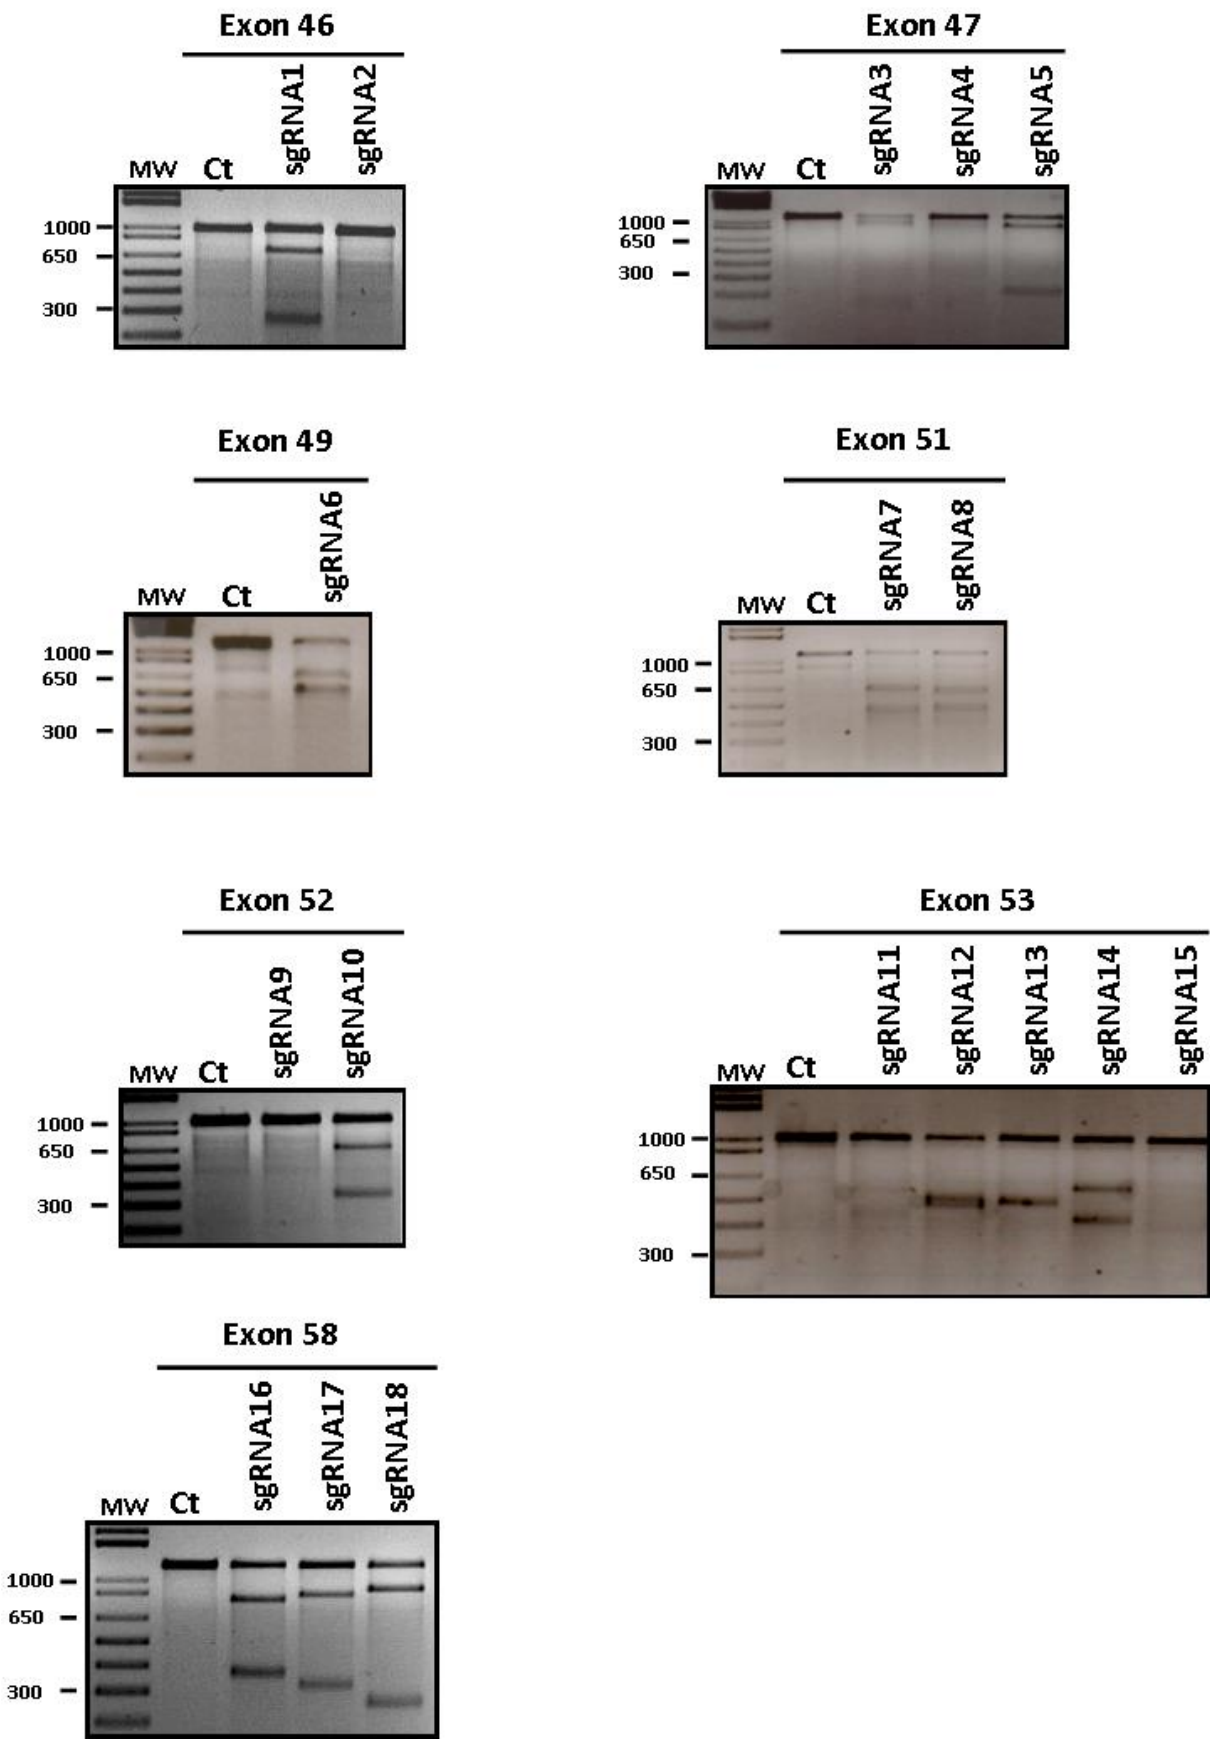 Exon 46
sgRNA1
sgRNA2
MW
Ct
1000
650
300
Exon 47
sgRNA3
sgRNA4
sgRNA5
MW
Ct
1000
650
300
Exon 49
sgRNA6
MW
Ct
1000
650
300
Exon 51
sgRNA7
sgRNA8
MW
Ct
1000
650
300
Exon 52
sgRNA9
sgRNA10
MW
Ct
1000
650
300
Exon 53
sgRNA11
sgRNA12
sgRNA13
sgRNA14
sgRNA15
MW
Ct
1000
650
300
Exon 58
sgRNA16
sgRNA17
sgRNA18
MW
Ct
1000
650
300